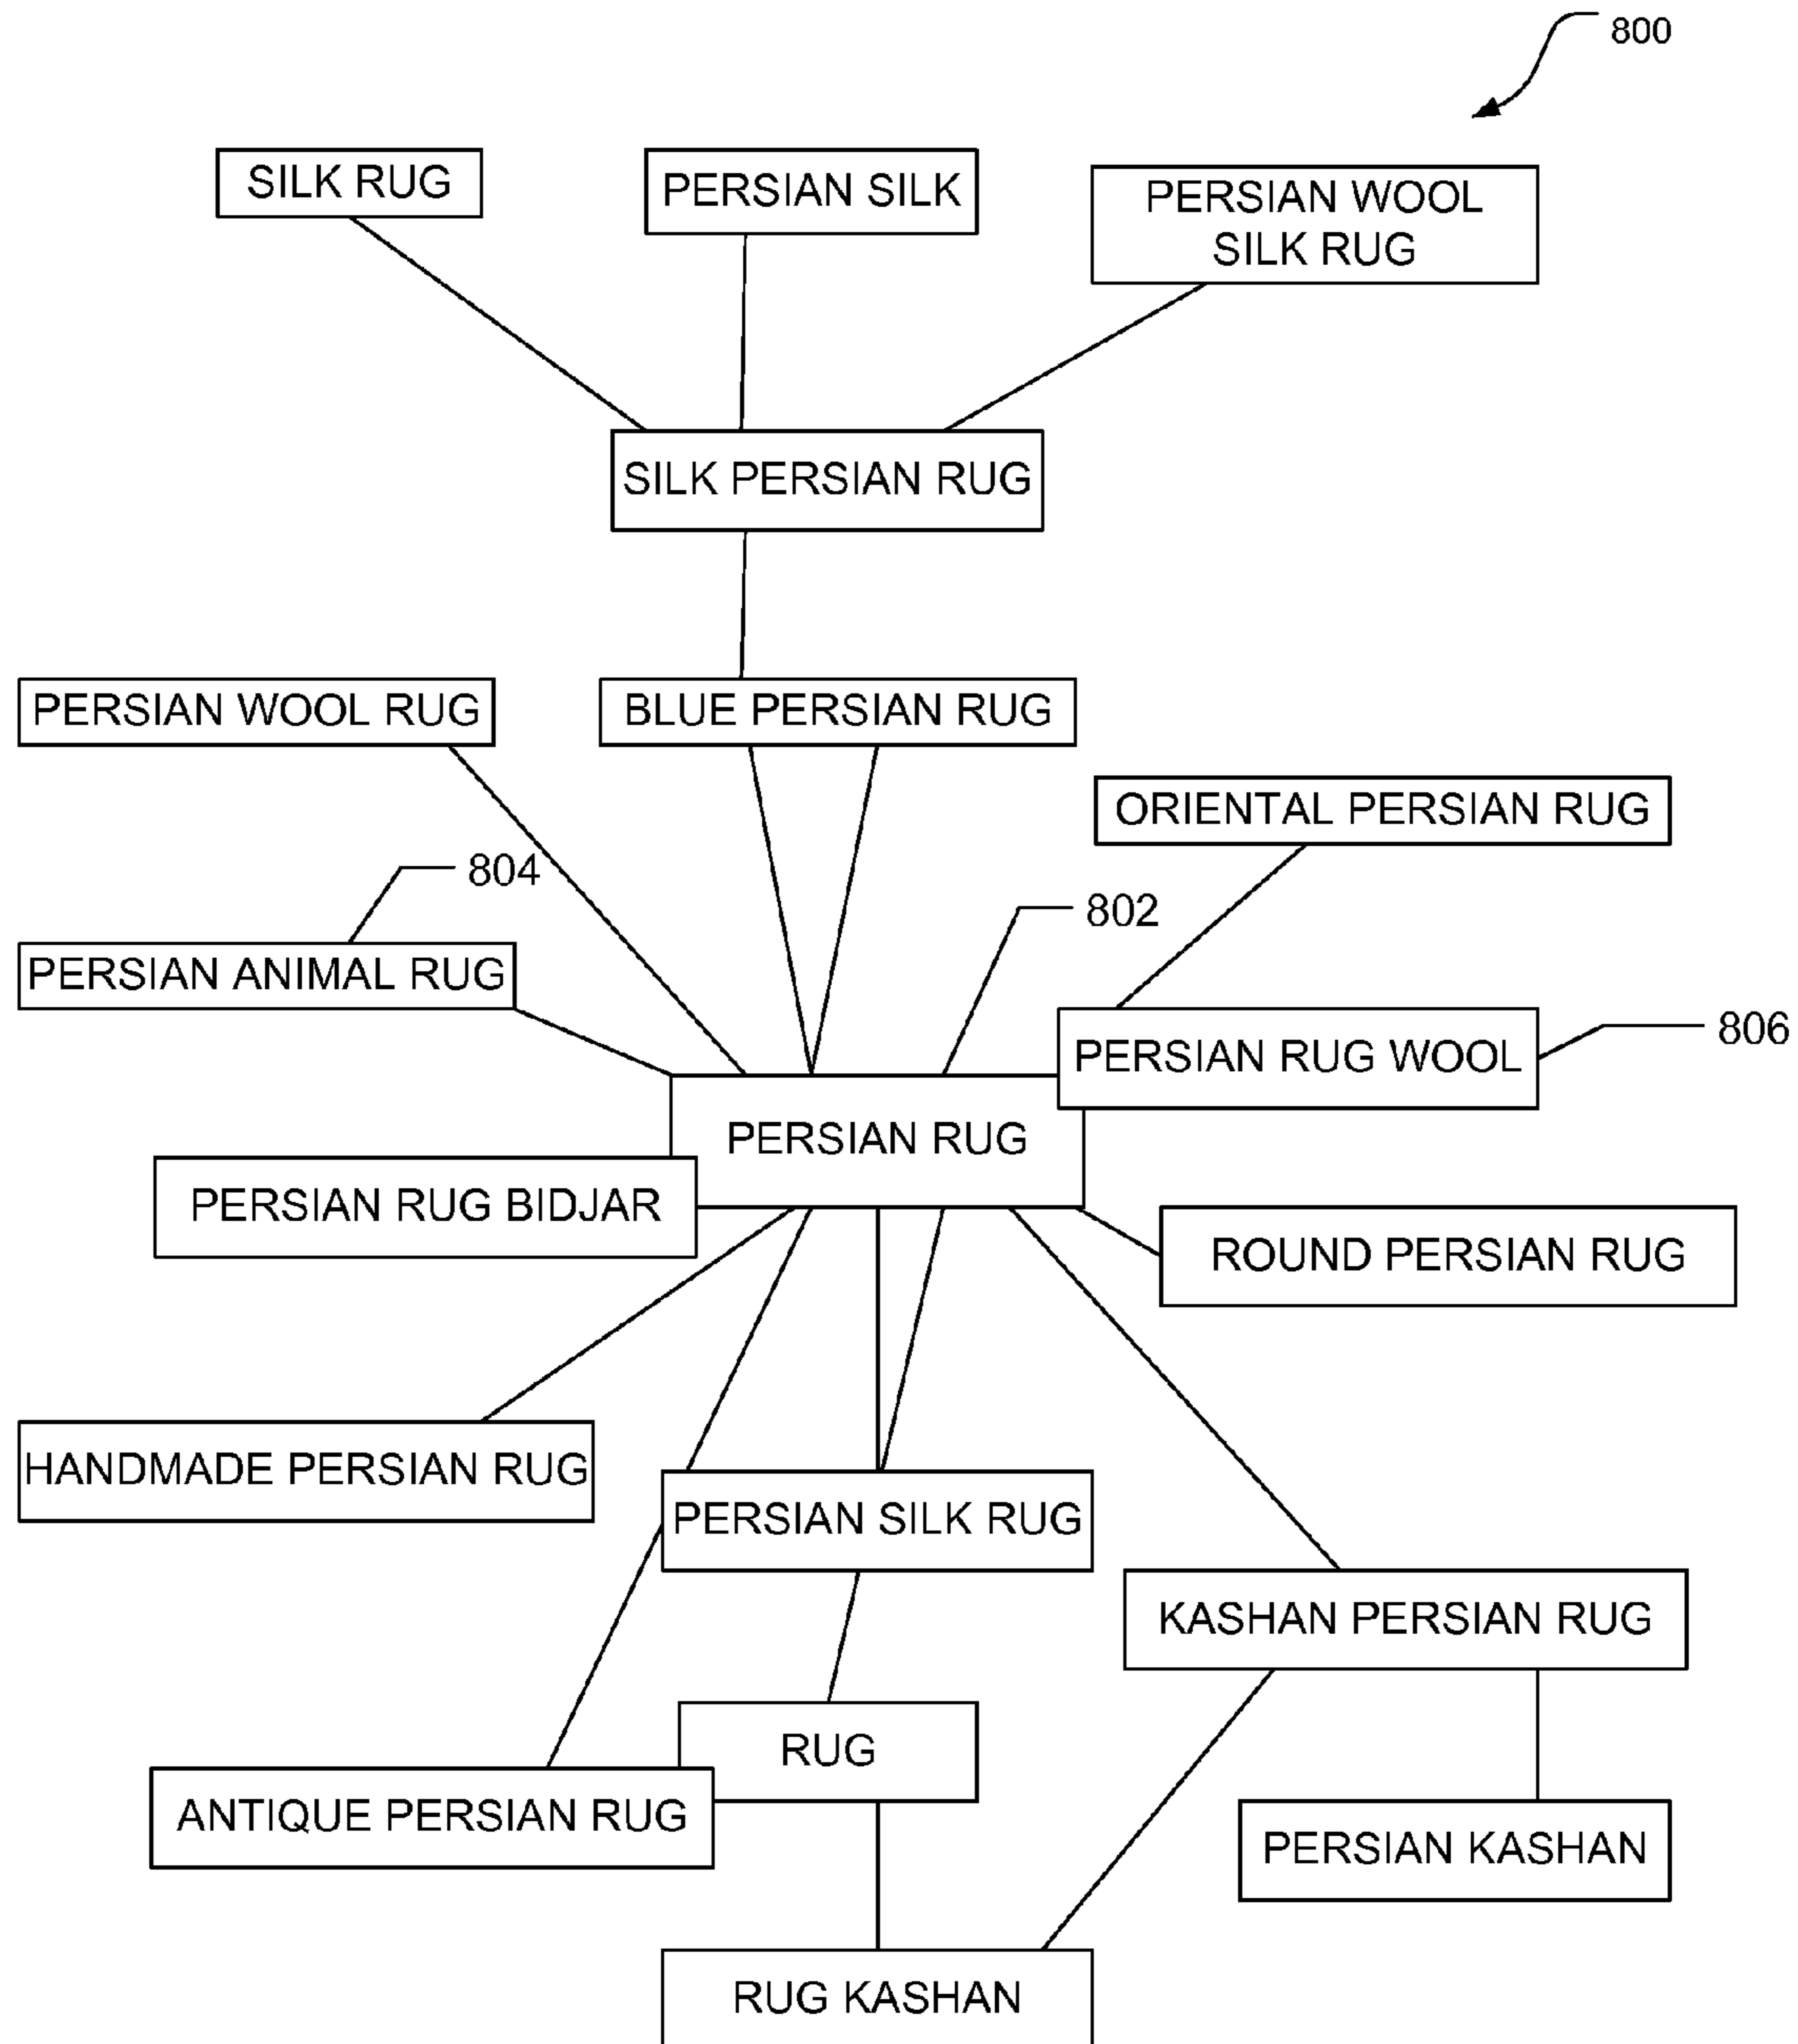 800
SILK RUG
PERSIAN SILK
PERSIAN WOOL
SILK RUG
SILK PERSIAN RUG
PERSIAN WOOL RUG
BLUE PERSIAN RUG
ORIENTAL PERSIAN RUG
804
802
PERSIAN ANIMAL RUG
806
PERSIAN RUG WOOL
PERSIAN RUG
PERSIAN RUG BIDJAR
ROUND PERSIAN RUG
HANDMADE PERSIAN RUG
PERSIAN SILK RUG
KASHAN PERSIAN RUG
RUG
ANTIQUE PERSIAN RUG
PERSIAN KASHAN
RUG KASHAN